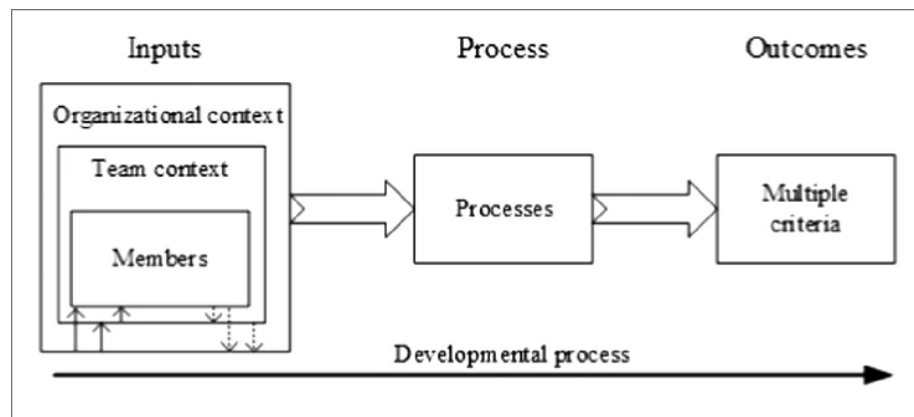 Inputs
Process
Outcomes
Organizational context
Team context
Members
Processes
Multiple
criteria
Developmental process